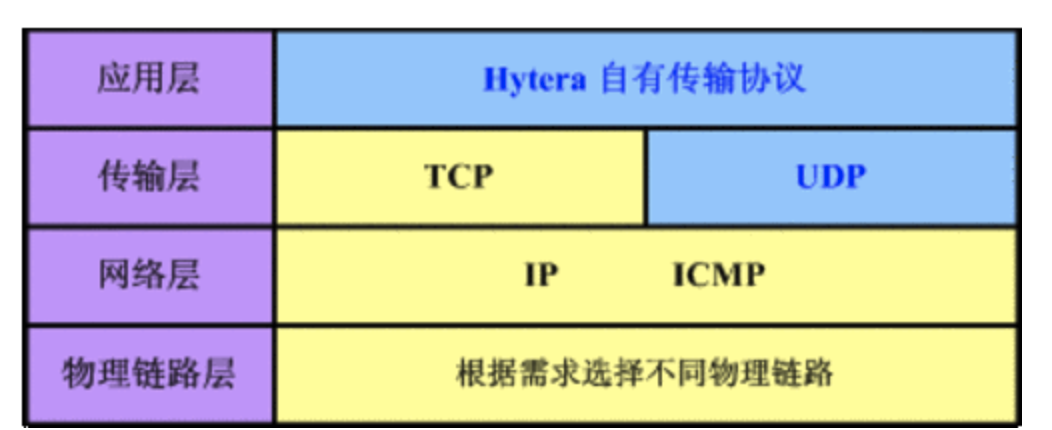 应用层 Hytera 自有传输协议
传输层 TCP UDP
网络层 IP ICMP
物理链路层 根据需求选择不同物理链路